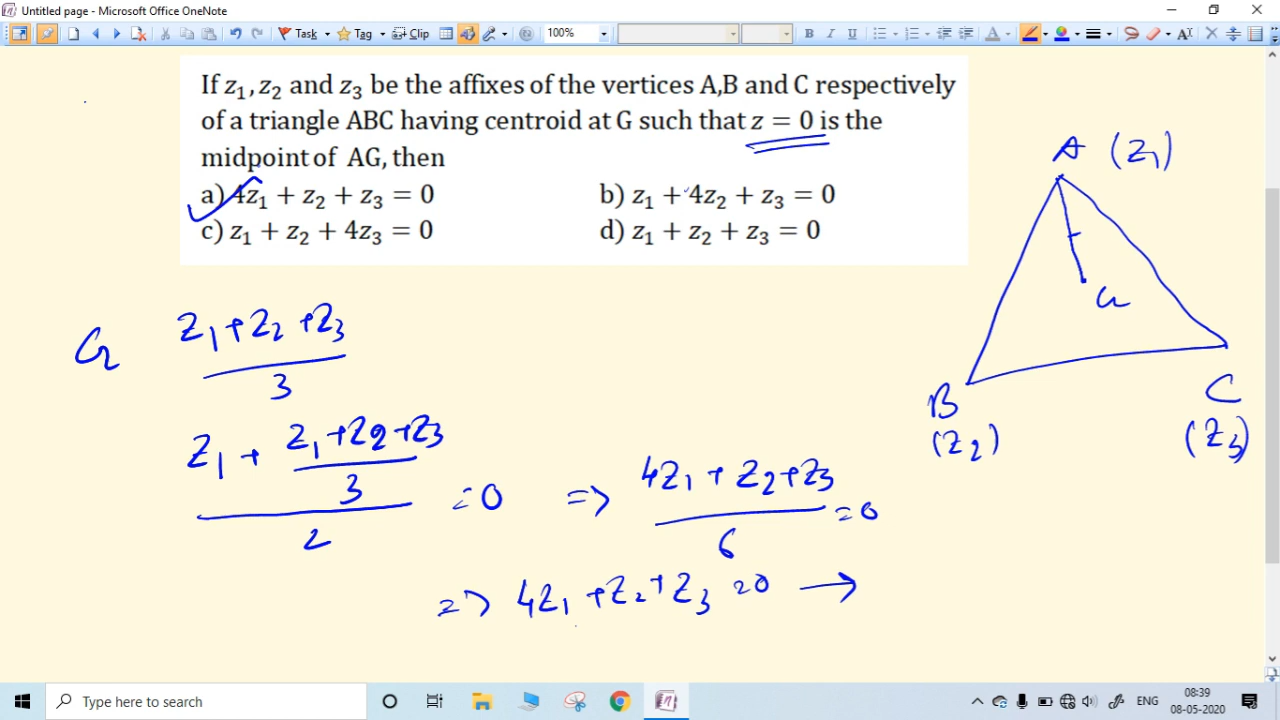 Untitled page - Microsoft Office OneNote
Task Tag Clip 100% B I U A
If z₁, z₂ and z₃ be the affixes of the vertices A,B and C respectively
of a triangle ABC having centroid at G such that z = 0 is the
midpoint of AG, then
a) 4z₁ + z₂ + z₃ = 0 b) z₁ + 4z₂ + z₃ = 0
c) z₁ + z₂ + 4z₃ = 0 d) z₁ + z₂ + z₃ = 0
A (z₁)
G
B
(z₂)
C
(z₃)
G z₁+z₂+z₃
3
z₁ + z₁+z₂+z₃
3
2
=0
=> 4z₁+z₂+z₃
6
=0
=> 4z₁+z₂+z₃=0 →
Type here to search
ENG
08:39
08-05-2020